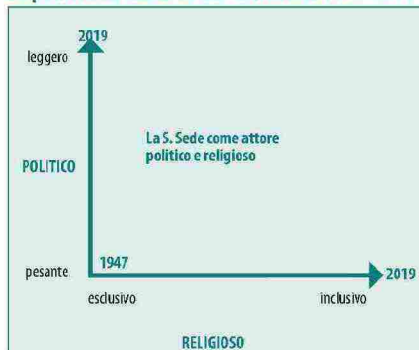 2019
leggero
La S. Sede come attore
politico e religioso
POLITICO
1947
pesante
2019
esclusivo
inclusivo
RELIGIOSO